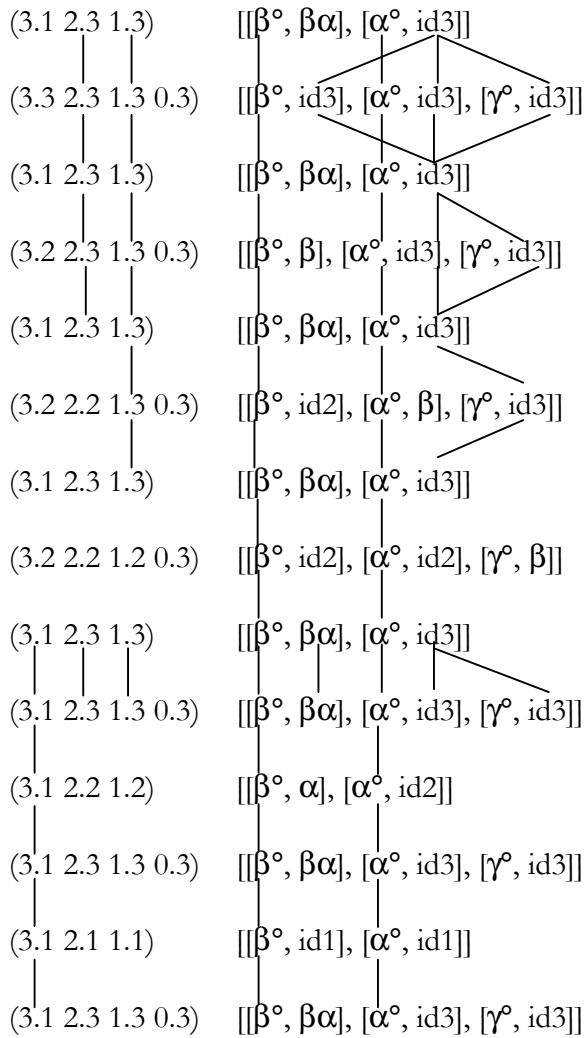 (3.1 2.3 1.3) [[β°, βα], [α°, id3]]
(3.3 2.3 1.3 0.3) [[β°, id3], [α°, id3], [γ°, id3]]
(3.1 2.3 1.3) [[β°, βα], [α°, id3]]
(3.2 2.3 1.3 0.3) [[β°, β], [α°, id3], [γ°, id3]]
(3.1 2.3 1.3) [[β°, βα], [α°, id3]]
(3.2 2.2 1.3 0.3) [[β°, id2], [α°, β], [γ°, id3]]
(3.1 2.3 1.3) [[β°, βα], [α°, id3]]
(3.2 2.2 1.2 0.3) [[β°, id2], [α°, id2], [γ°, β]]
(3.1 2.3 1.3) [[β°, βα], [α°, id3]]
(3.1 2.3 1.3 0.3) [[β°, βα], [α°, id3], [γ°, id3]]
(3.1 2.2 1.2) [[β°, α], [α°, id2]]
(3.1 2.3 1.3 0.3) [[β°, βα], [α°, id3], [γ°, id3]]
(3.1 2.1 1.1) [[β°, id1], [α°, id1]]
(3.1 2.3 1.3 0.3) [[β°, βα], [α°, id3], [γ°, id3]]